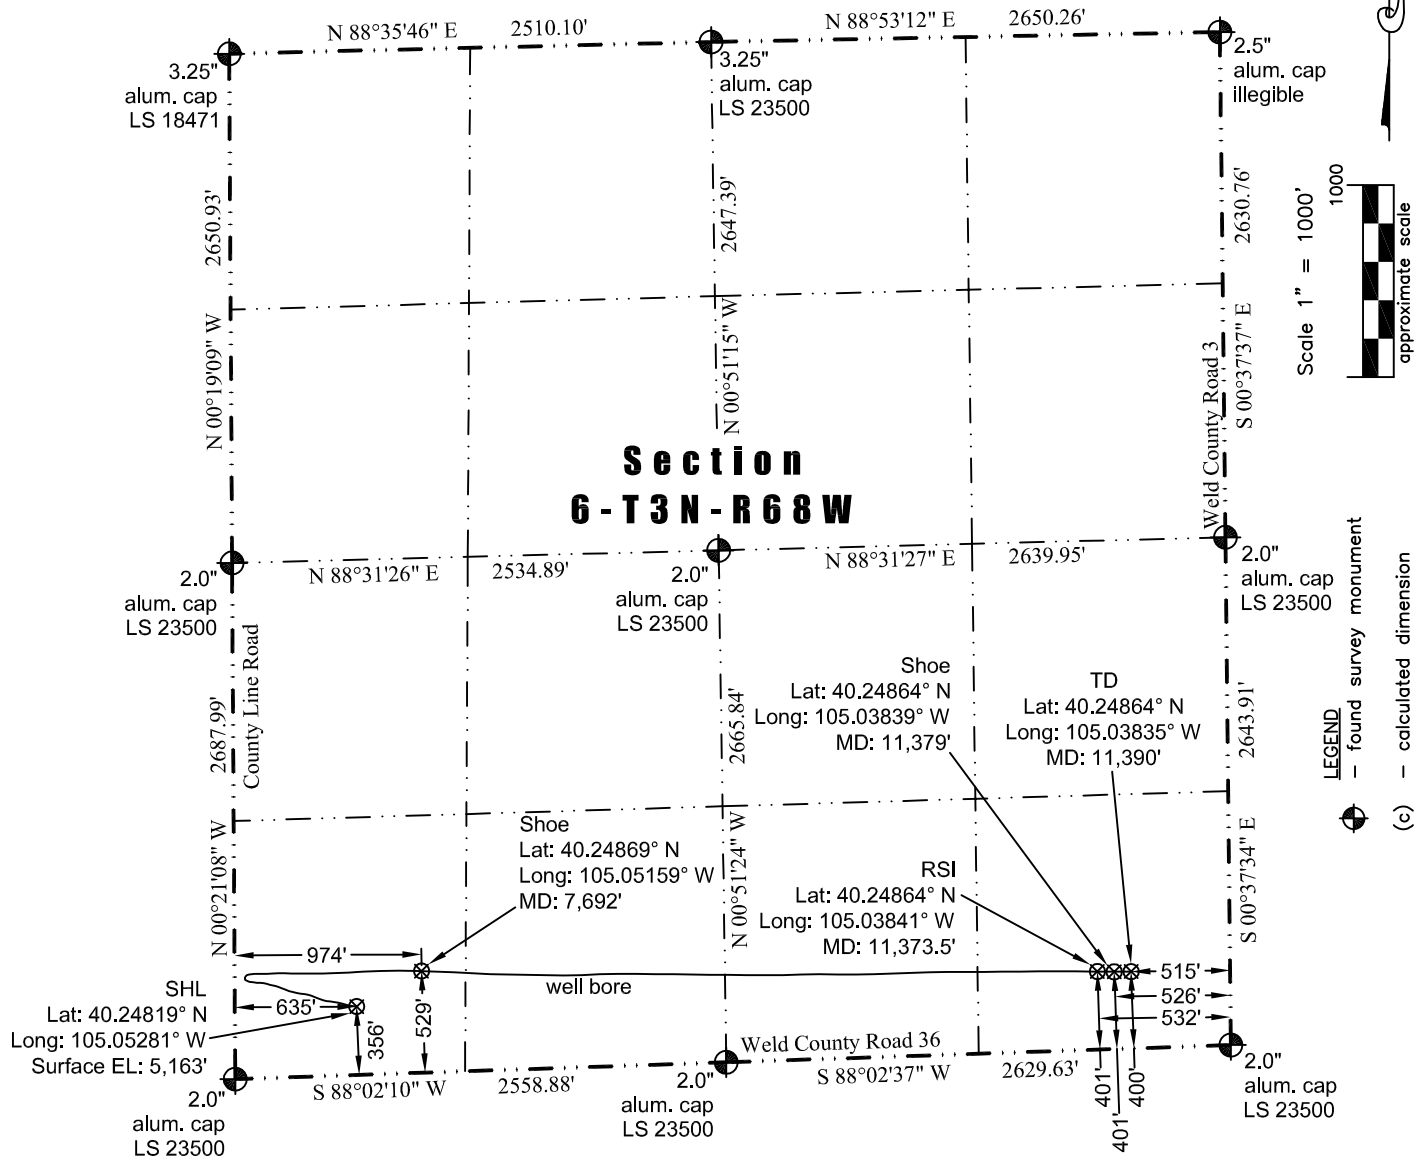 N 88°35'46" E
2510.10'
N 88°53'12" E
2650.26'
3.25"
alum. cap
LS 18471
3.25"
alum. cap
LS 23500
2.5"
alum. cap
illegible
2650.93'
2647.39'
2630.76'
Scale 1" = 1000'
1000
approximate scale
N 00°19'09" W
N 00°51'15" W
Weld County Road 3
S 00°37'37" E
Section
6-T3N-R68W
N 88°31'26" E
2534.89'
N 88°31'27" E
2639.95'
2.0"
alum. cap
LS 23500
2.0"
alum. cap
LS 23500
2.0"
alum. cap
LS 23500
LEGEND
- found survey monument
(c) - calculated dimension
2687.99'
County Line Road
2665.84'
2643.91'
Shoe
Lat: 40.24864° N
Long: 105.03839° W
MD: 11,379'
TD
Lat: 40.24864° N
Long: 105.03835° W
MD: 11,390'
N 00°21'08" W
Shoe
Lat: 40.24869° N
Long: 105.05159° W
MD: 7,692'
N 00°51'24" W
RSI
Lat: 40.24864° N
Long: 105.03841° W
MD: 11,373.5'
S 00°37'34" E
974'
515'
526'
532'
well bore
SHL
Lat: 40.24819° N
Long: 105.05281° W
Surface EL: 5,163'
635'
356'
529'
Weld County Road 36
S 88°02'10" W
2558.88'
S 88°02'37" W
2629.63'
401'
401'
400'
2.0"
alum. cap
LS 23500
2.0"
alum. cap
LS 23500
2.0"
alum. cap
LS 23500